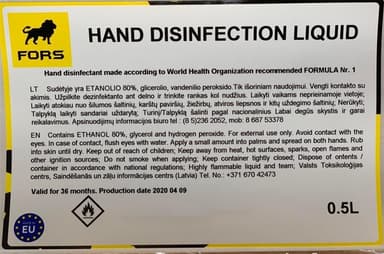 FORS
HAND DISINFECTION LIQUID
Hand disinfectant made according to World Health Organization recommended FORMULA Nr. 1
LT Sudėtyje yra ETANOLIO 80%, glicerolio, vandenilio peroksido.Tik išoriniam naudojimui. Vengti kontakto su
akimis. Užpilkite dezinfektanto ant delno ir trinkite rankas kol nudžius. Laikyti vaikams neprieinamoje vietoje;
Laikyti atokiau nuo šilumos šaltinių, karštų paviršių, žiežirbų, atviros liepsnos ir kitų uždegimo šaltinių; Nerūkyti;
Talpyklą laikyti sandariai uždarytą; Turinį/Talpyklą šalinti pagal nacionalinius Labai degūs skystis ir garai
reikalavimus. Apsinuodijimų informacijos biuro tel : (8 5)236 2052, mob: 8 687 53378
EN Contains ETHANOL 80%, glycerol and hydrogen peroxide. For external use only. Avoid contact with the
eyes. In case of contact, flush eyes with water. Apply a small amount into palms and spread on both hands. Rub
into skin until dry. Keep out of reach of children; Keep away from heat, hot surfaces, sparks, open flames and
other ignition sources; Do not smoke when applying; Keep container tightly closed; Dispose of ontents /
container in accordance with national regulations; Highly flammable liquid and team; Valsts Toksikoloģijas
centrs, Saindēšanās un zāļu informācijas centrs (Latvia) Tel. No.: +371 670 42473
Valid for 36 months. Production date 2020 04 09
EU
0.5L